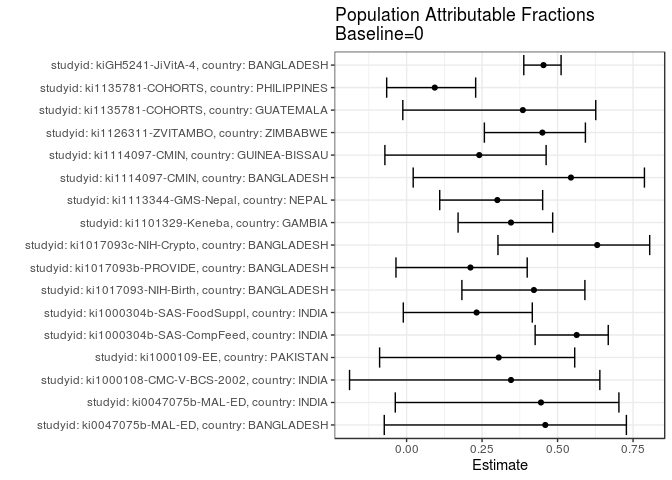 Population Attributable Fractions
Baseline=0
studyid: kiGH5241-JiVitA-4, country: BANGLADESH
studyid: ki1135781-COHORTS, country: PHILIPPINES
studyid: ki1135781-COHORTS, country: GUATEMALA
studyid: ki1126311-ZVITAMBO, country: ZIMBABWE
studyid: ki1114097-CMIN, country: GUINEA-BISSAU
studyid: ki1114097-CMIN, country: BANGLADESH
studyid: ki1113344-GMS-Nepal, country: NEPAL
studyid: ki1101329-Keneba, country: GAMBIA
studyid: ki1017093c-NIH-Crypto, country: BANGLADESH
studyid: ki1017093b-PROVIDE, country: BANGLADESH
studyid: ki1017093-NIH-Birth, country: BANGLADESH
studyid: ki1000304b-SAS-FoodSuppl, country: INDIA
studyid: ki1000304b-SAS-CompFeed, country: INDIA
studyid: ki1000109-EE, country: PAKISTAN
studyid: ki1000108-CMC-V-BCS-2002, country: INDIA
studyid: ki0047075b-MAL-ED, country: INDIA
studyid: ki0047075b-MAL-ED, country: BANGLADESH
0.00 0.25 0.50 0.75
Estimate